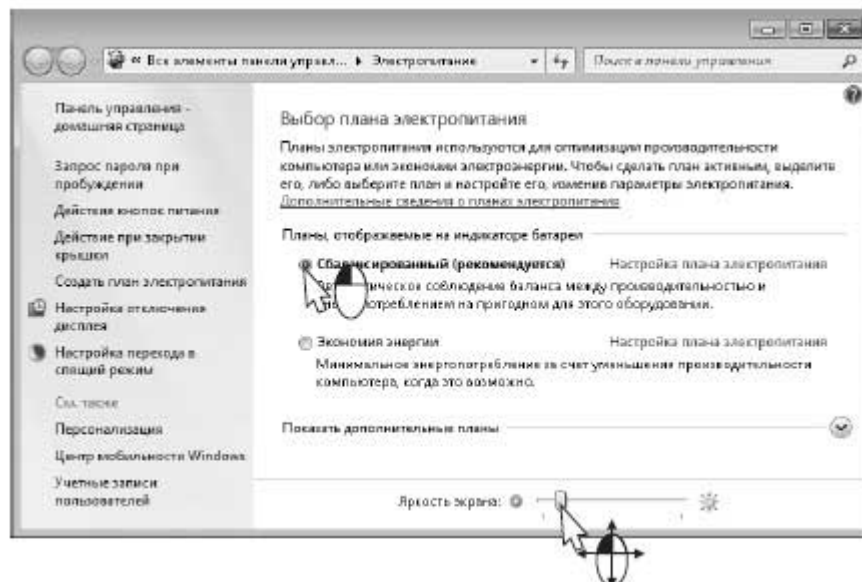 « Все элементы панели управл... ▸ Электропитание
Поиск в панели управления
Панель управления -
домашняя страница
Запрос пароля при
пробуждении
Действия кнопок питания
Действие при закрытии
крышки
Создать план электропитания
Настройка отключения
дисплея
Настройка перехода в
спящий режим
См. также
Персонализация
Центр мобильности Windows
Учетные записи
пользователей
Выбор плана электропитания
Планы электропитания используются для оптимизации производительности
компьютера или экономии электроэнергии. Чтобы сделать план активным, выделите
его, либо выберите план и настройте его, изменив параметры электропитания.
Дополнительные сведения о планах электропитания
Планы, отображаемые на индикаторе батареи
(рекомендуется) Настройка плана электропитания
соблюдение баланса между производительностью и
на пригодном для этого оборудовании.
Экономия энергии Настройка плана электропитания
Минимальное энергопотребление за счет уменьшения производительности
компьютера, когда это возможно.
Показать дополнительные планы
Яркость экрана: